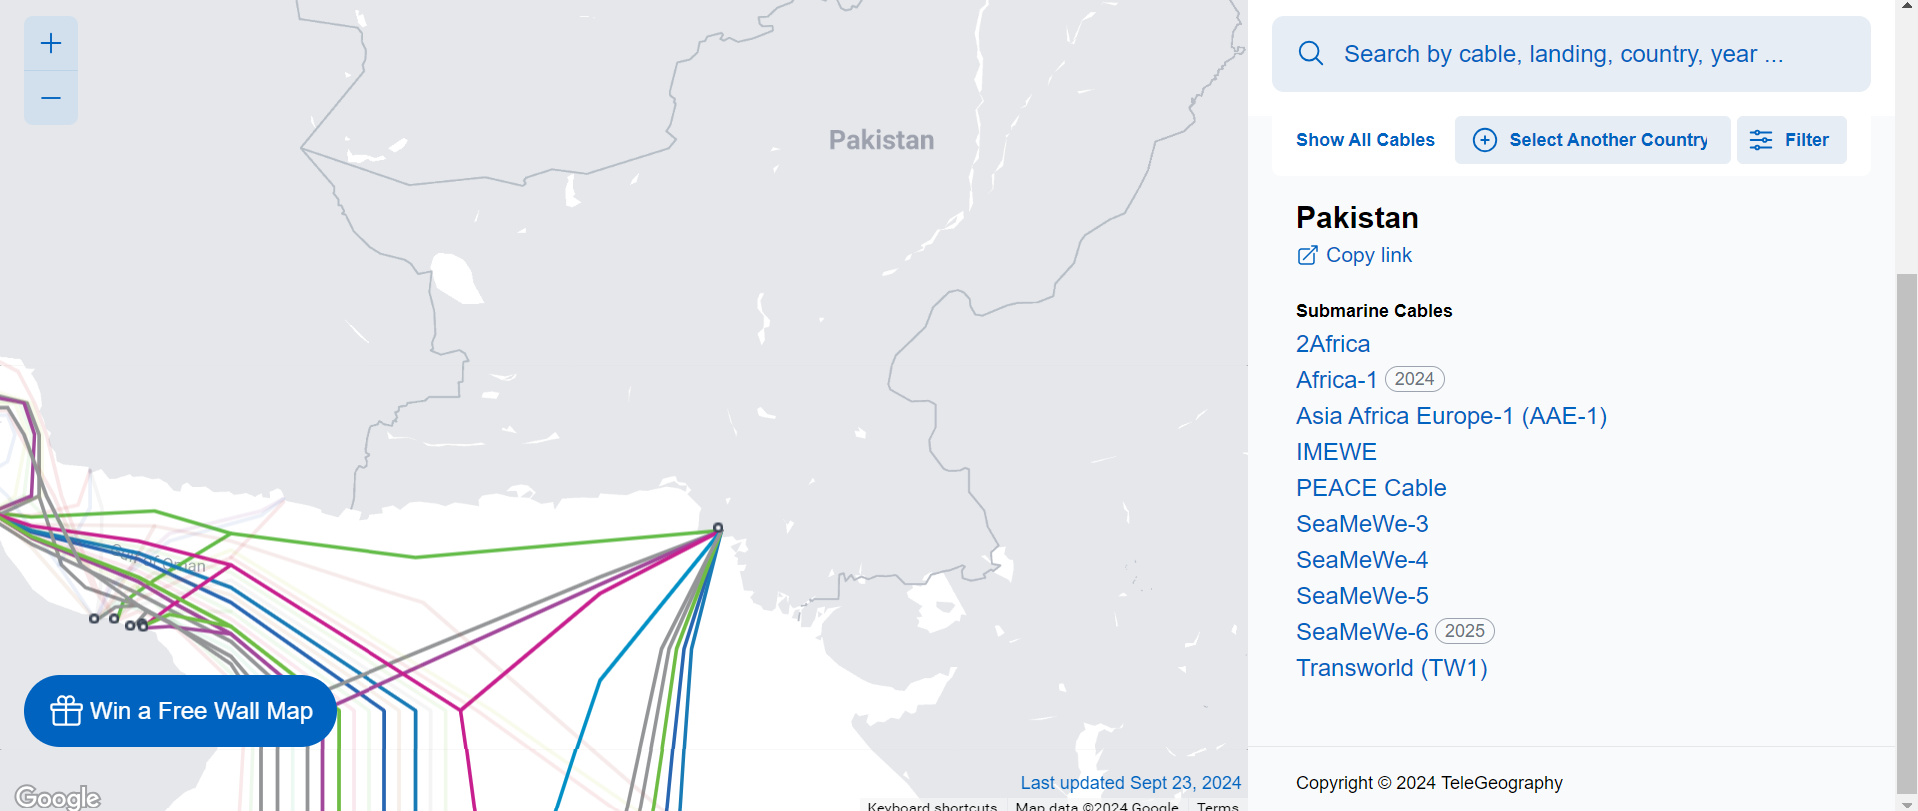 Pakistan
Gulf of Oman
Win a Free Wall Map
Google
Last updated Sept 23, 2024
Keyboard shortcuts
Map data ©2024 Google
Terms
Search by cable, landing, country, year ...
Show All Cables
Select Another Country
Filter
Pakistan
Copy link
Submarine Cables
2Africa
Africa-1 2024
Asia Africa Europe-1 (AAE-1)
IMEWE
PEACE Cable
SeaMeWe-3
SeaMeWe-4
SeaMeWe-5
SeaMeWe-6 2025
Transworld (TW1)
Copyright © 2024 TeleGeography